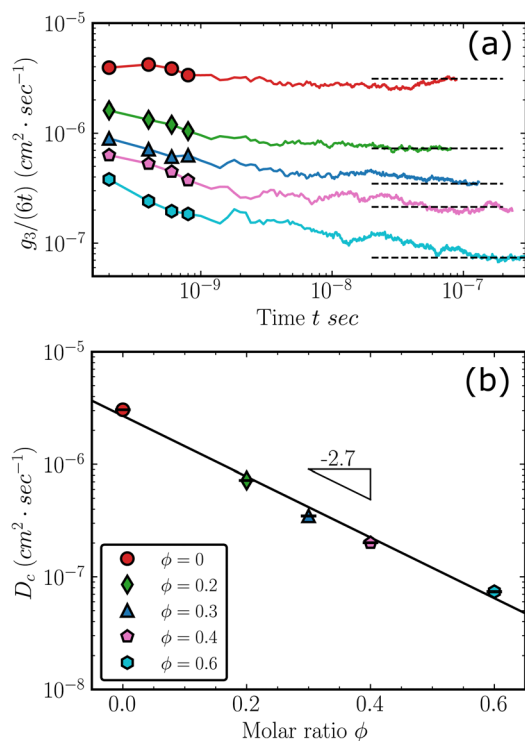 (a)
g₃/(6t) (cm² · sec⁻¹)
10⁻⁵
10⁻⁶
10⁻⁷
10⁻⁹
10⁻⁸
10⁻⁷
Time t sec
(b)
D_c (cm² · sec⁻¹)
10⁻⁵
10⁻⁶
10⁻⁷
10⁻⁸
-2.7
ϕ = 0
ϕ = 0.2
ϕ = 0.3
ϕ = 0.4
ϕ = 0.6
0.0
0.2
0.4
0.6
Molar ratio ϕ